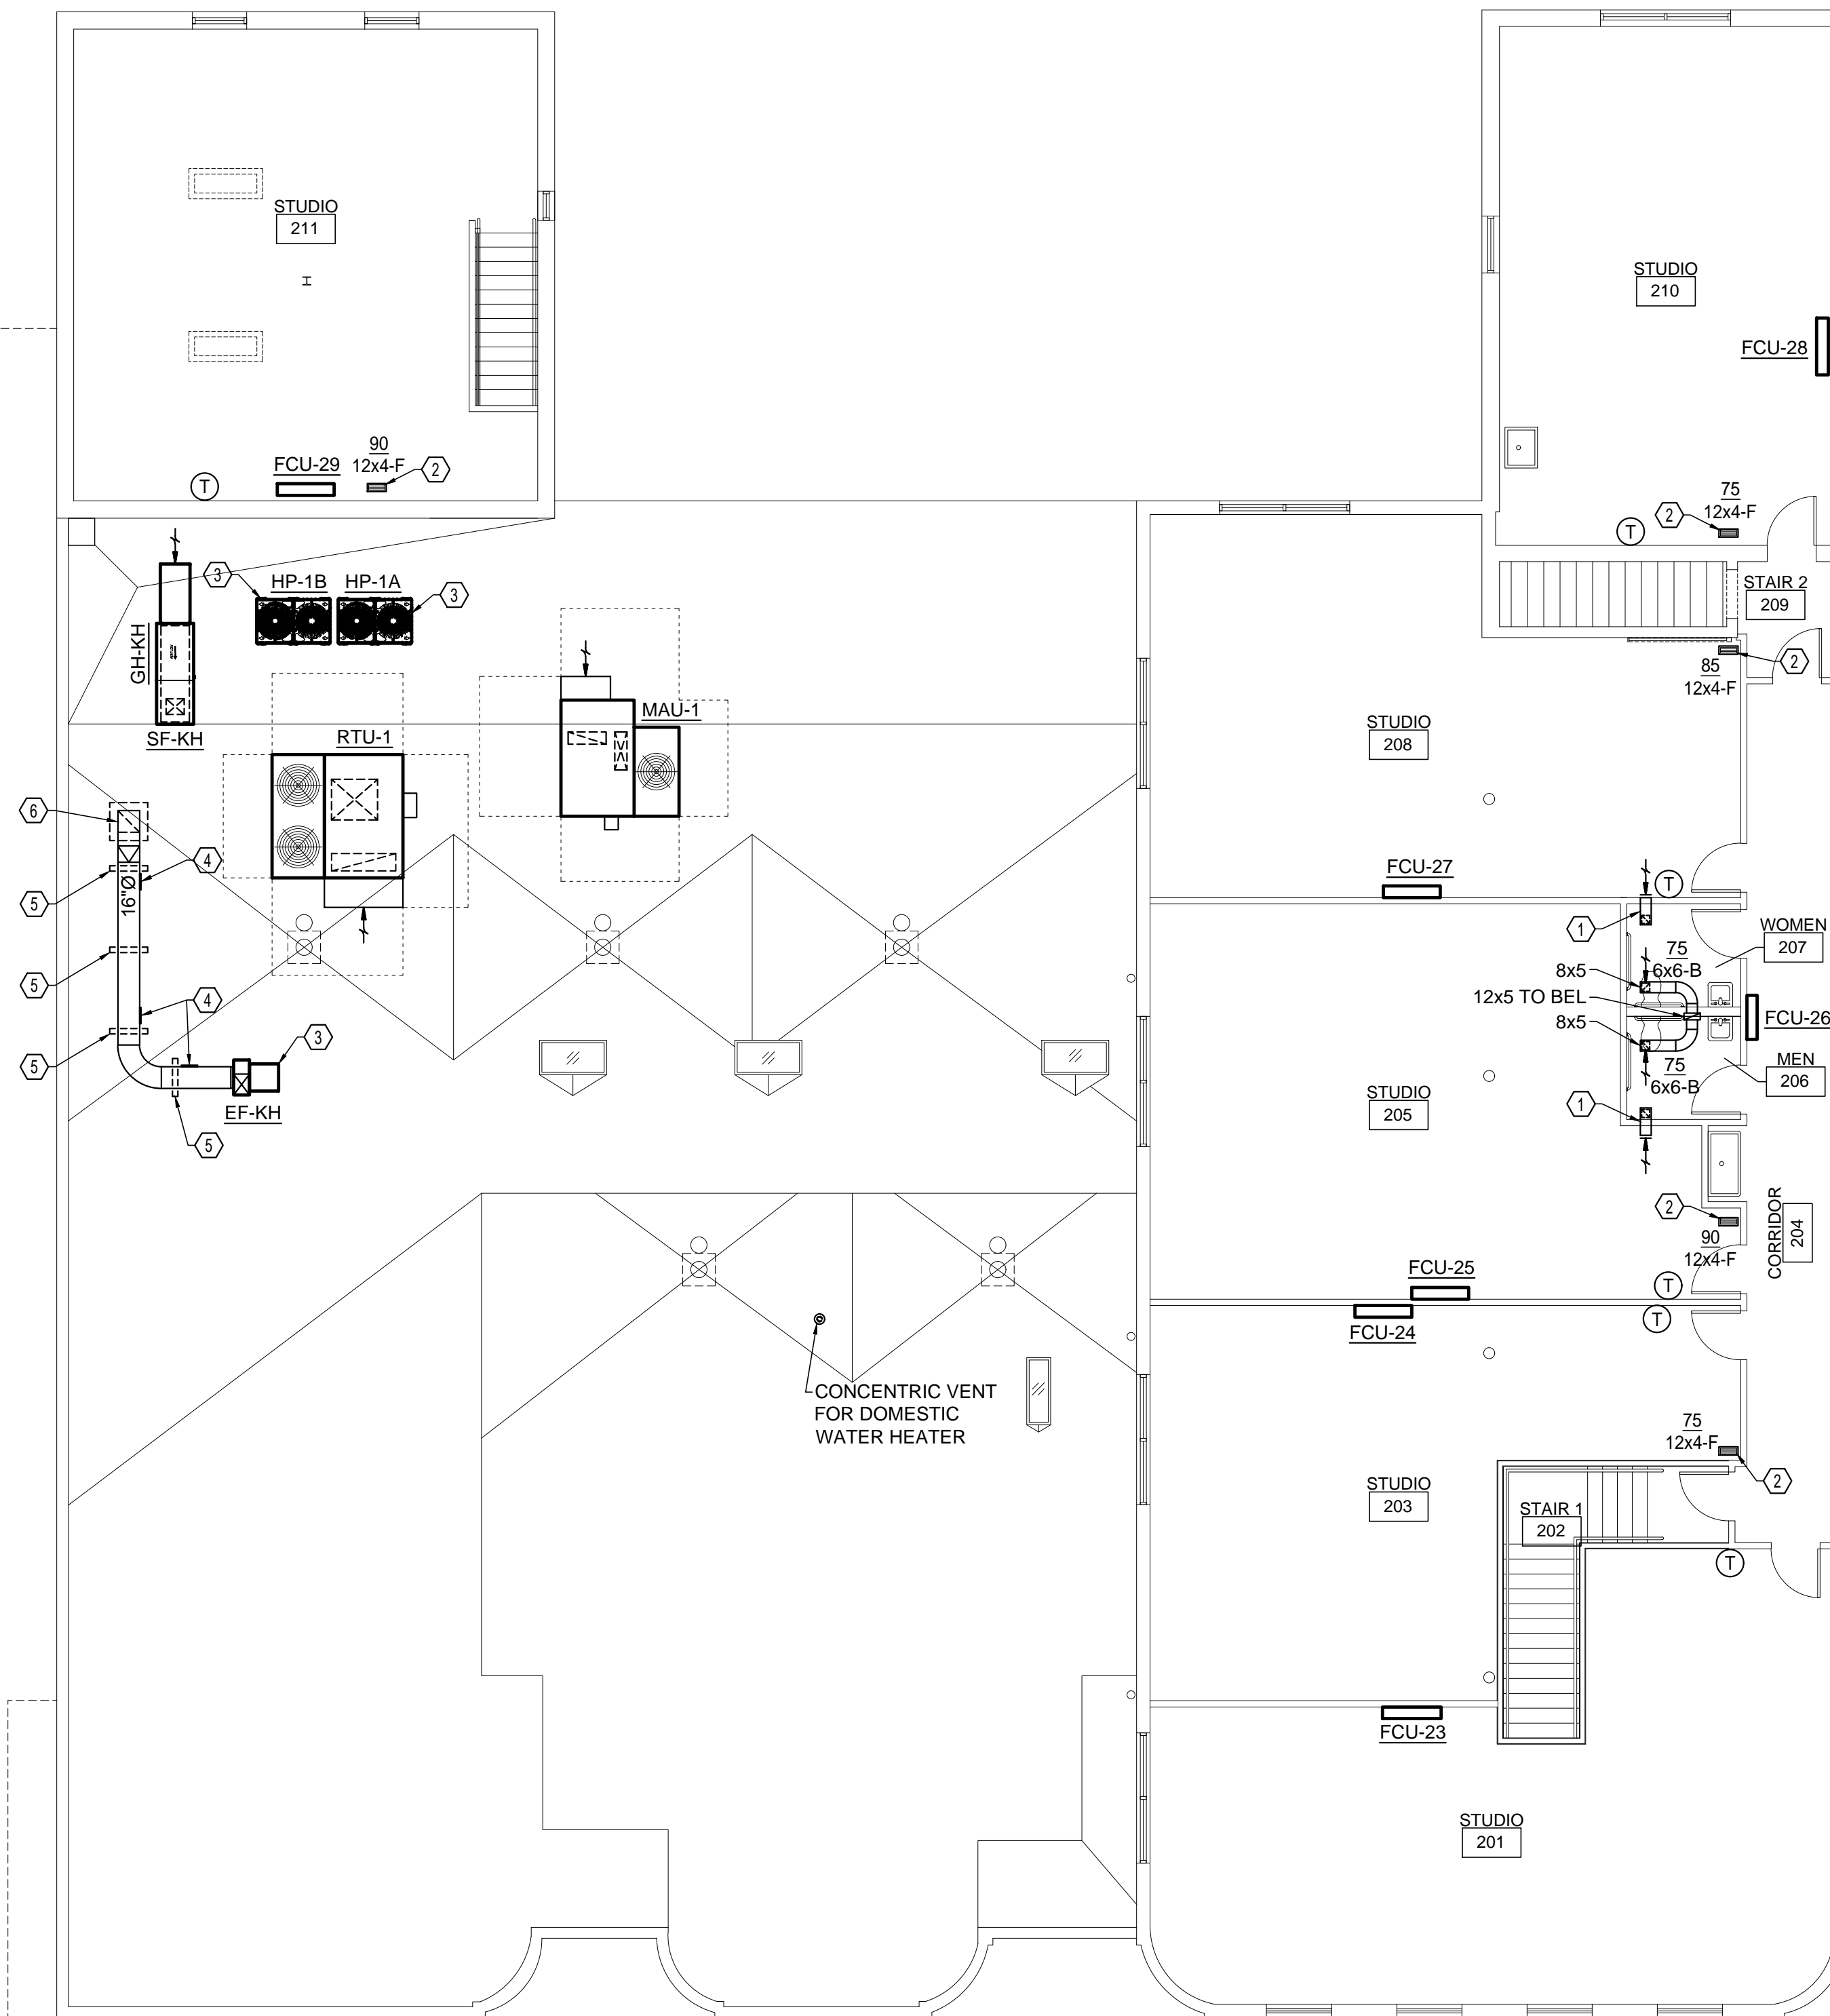 STUDIO
211
H
STUDIO
210
FCU-28
90
12x4-F
FCU-29
2
T
75
12x4-F
2
T
3
HP-1B
HP-1A
3
STAIR 2
209
GH-KH
SF-KH
85
12x4-F
2
MAU-1
RTU-1
STUDIO
208
6
4
5
16"Ø
FCU-27
T
1
WOMEN
207
75
6x6-B
8x5
12x5 TO BEL
8x5
FCU-26
5
4
3
5
EF-KH
5
75
6x6-B
MEN
206
STUDIO
205
1
2
90
12x4-F
CORRIDOR
204
FCU-25
T
FCU-24
T
CONCENTRIC VENT
FOR DOMESTIC
WATER HEATER
75
12x4-F
2
STUDIO
203
STAIR 1
202
T
FCU-23
STUDIO
201